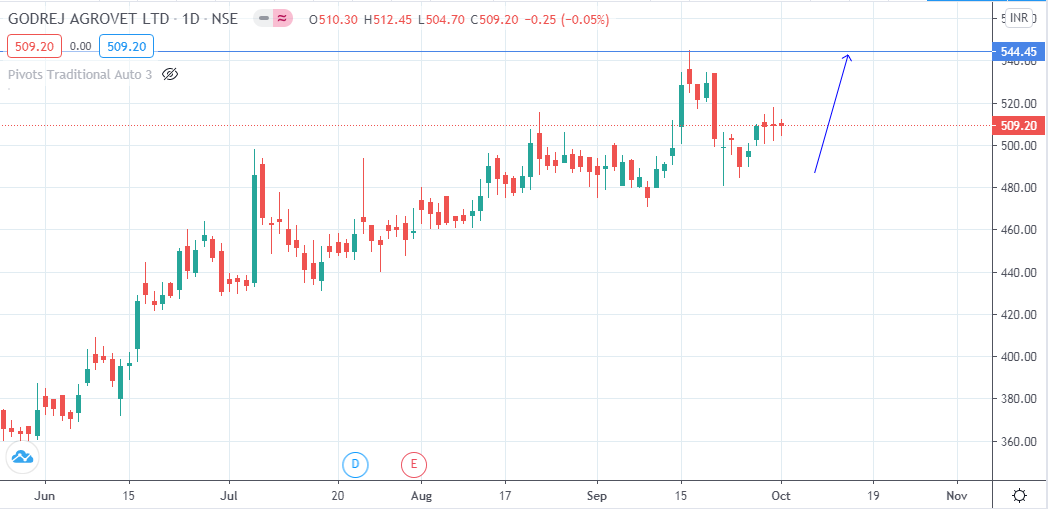 GODREJ AGROVET LTD · 1D · NSE O510.30 H512.45 L504.70 C509.20 −0.25 (−0.05%)
INR
509.20 0.00 509.20
544.45
540.00
Pivots Traditional Auto 3
520.00
509.20
500.00
480.00
460.00
440.00
420.00
400.00
380.00
360.00
D E
Jun 15 Jul 20 Aug 17 Sep 15 Oct 19 Nov